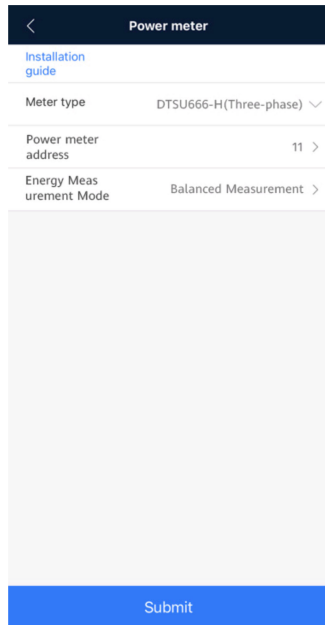 Power meter
Installation
guide
Meter type
DTSU666-H(Three-phase)
Power meter
address
11
Energy Meas
urement Mode
Balanced Measurement
Submit